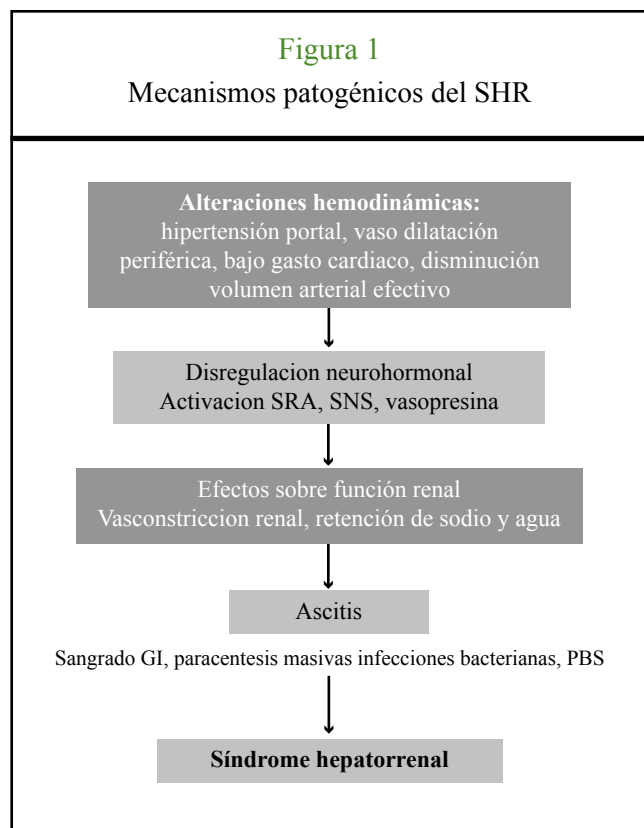 Figura 1
Mecanismos patogénicos del SHR
Alteraciones hemodinámicas:
hipertensión portal, vaso dilatación
periférica, bajo gasto cardiaco, disminución
volumen arterial efectivo
Disregulacion neurohormonal
Activacion SRA, SNS, vasopresina
Efectos sobre función renal
Vasconstriccion renal, retención de sodio y agua
Ascitis
Sangrado GI, paracentesis masivas infecciones bacterianas, PBS
Síndrome hepatorrenal